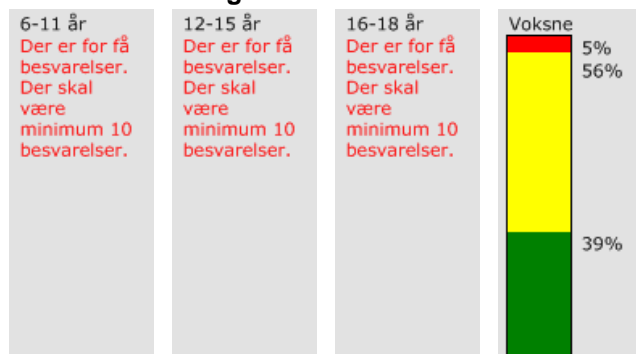 6-11 år
Der er for få
besvarelser.
Der skal
være
minimum 10
besvarelser.
12-15 år
Der er for få
besvarelser.
Der skal
være
minimum 10
besvarelser.
16-18 år
Der er for få
besvarelser.
Der skal
være
minimum 10
besvarelser.
Voksne
5%
56%
39%